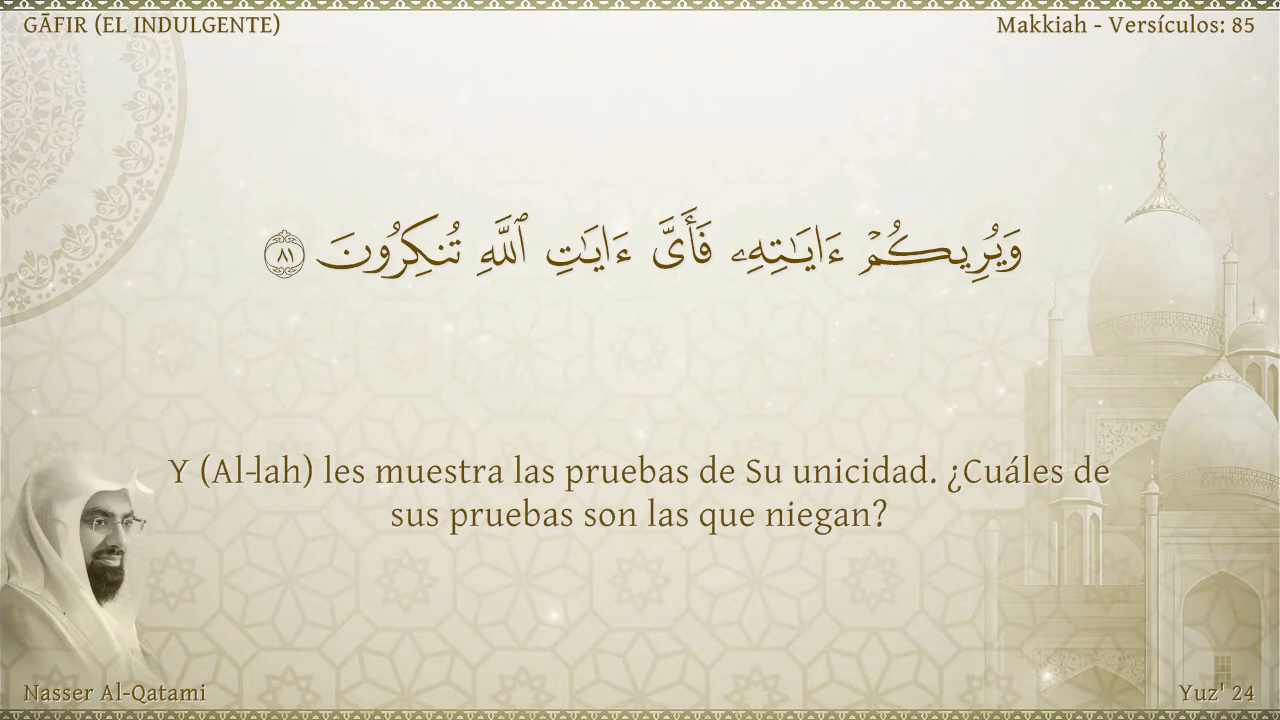 GĀFIR (EL INDULGENTE)
Makkiah - Versículos: 85
وَيُرِيكُمْ ءَايَـٰتِهِۦ فَأَىَّ ءَايَـٰتِ ٱللَّهِ تُنكِرُونَ ٨١
Y (Al-lah) les muestra las pruebas de Su unicidad. ¿Cuáles de
sus pruebas son las que niegan?
Nasser Al-Qatami
Yuz' 24